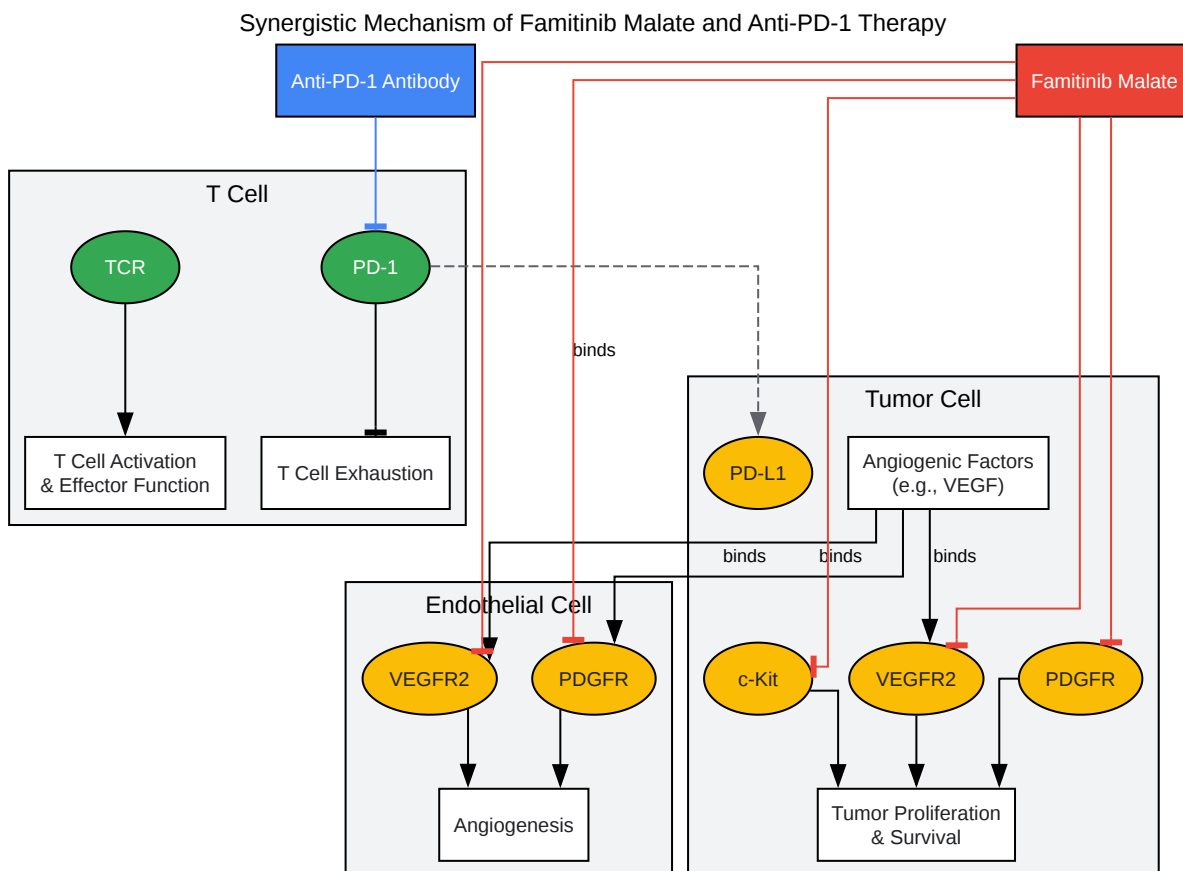 Synergistic Mechanism of Famitinib Malate and Anti-PD-1 Therapy
Anti-PD-1 Antibody
Famitinib Malate
T Cell
TCR
PD-1
binds
T Cell Activation
& Effector Function
T Cell Exhaustion
Tumor Cell
PD-L1
Angiogenic Factors
(e.g., VEGF)
binds
binds
binds
Endothelial Cell
VEGFR2
PDGFR
c-Kit
VEGFR2
PDGFR
Angiogenesis
Tumor Proliferation
& Survival